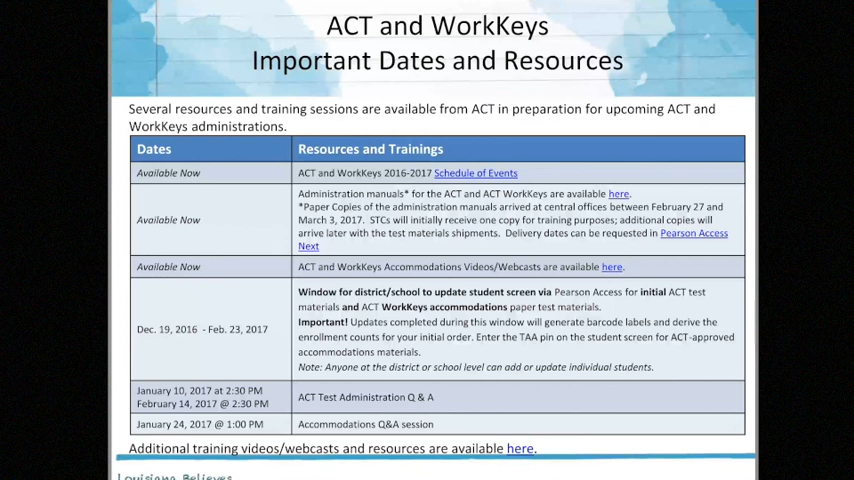 ACT and WorkKeys
Important Dates and Resources
Several resources and training sessions are available from ACT in preparation for upcoming ACT and
WorkKeys administrations.
Dates
Resources and Trainings
Available Now
ACT and WorkKeys 2016-2017 Schedule of Events
Available Now
Administration manuals* for the ACT and ACT WorkKeys are available here.
*Paper Copies of the administration manuals arrived at central offices between February 27 and
March 3, 2017.  STCs will initially receive one copy for training purposes; additional copies will
arrive later with the test materials shipments.  Delivery dates can be requested in Pearson Access
Next
Available Now
ACT and WorkKeys Accommodations Videos/Webcasts are available here.
Dec. 19, 2016  - Feb. 23, 2017
Window for district/school to update student screen via Pearson Access for initial ACT test
materials and ACT WorkKeys accommodations paper test materials.
Important! Updates completed during this window will generate barcode labels and derive the
enrollment counts for your initial order. Enter the TAA pin on the student screen for ACT-approved
accommodations materials.
Note: Anyone at the district or school level can add or update individual students.
January 10, 2017 at 2:30 PM
February 14, 2017 @ 2:30 PM
ACT Test Administration Q & A
January 24, 2017 @ 1:00 PM
Accommodations Q&A session
Additional training videos/webcasts and resources are available here.
Louisiana Believes